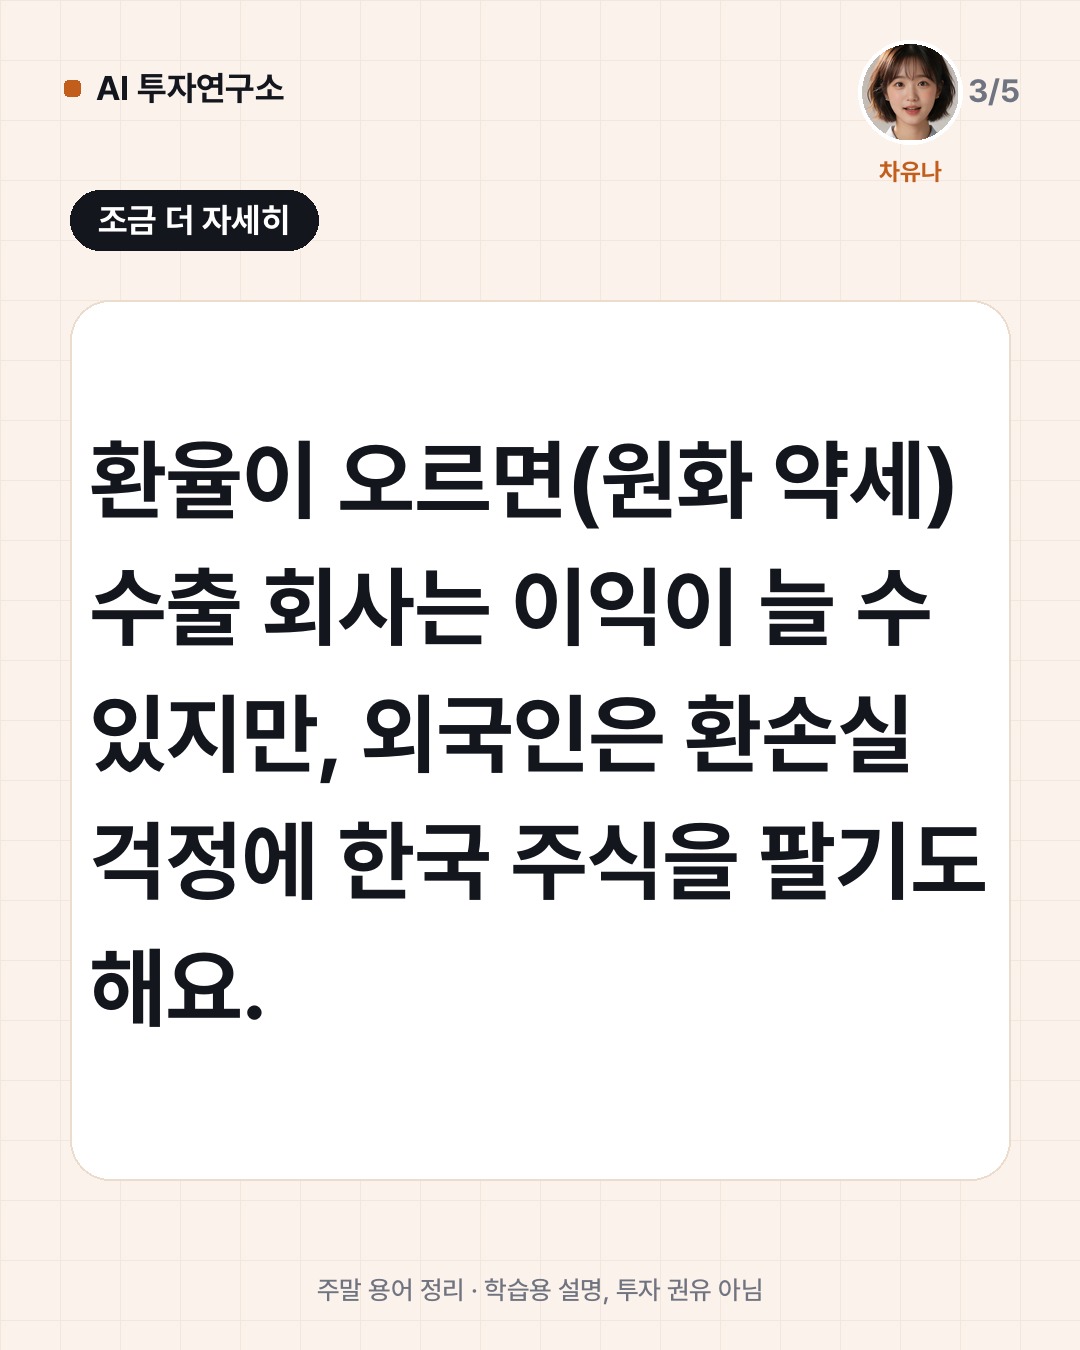 AI 투자연구소
3/5
차유나
조금 더 자세히
환율이 오르면(원화 약세)
수출 회사는 이익이 늘 수
있지만, 외국인은 환손실
걱정에 한국 주식을 팔기도
해요.
주말 용어 정리 · 학습용 설명, 투자 권유 아님